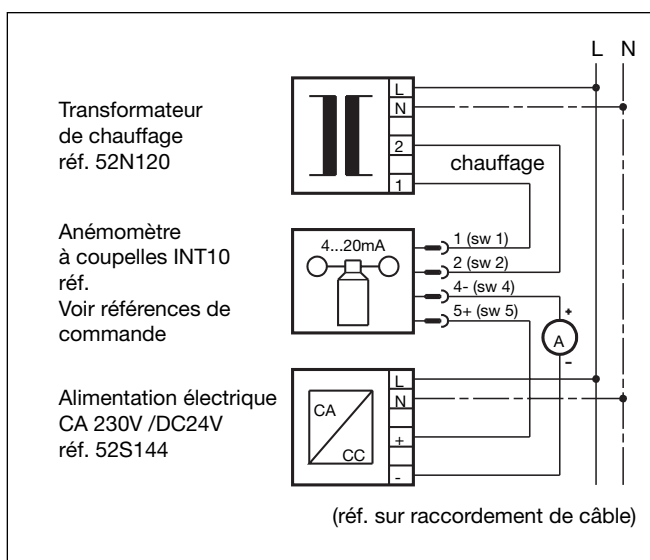 L N
Transformateur
de chauffage
réf. 52N120
L
N
2
1
chauffage
Anémomètre
à coupelles INT10
réf.
Voir références de
commande
4...20mA
1 (sw 1)
2 (sw 2)
4- (sw 4)
5+ (sw 5)
+
A
-
Alimentation électrique
CA 230V /DC24V
réf. 52S144
CA
CC
L
N
+
-
(réf. sur raccordement de câble)